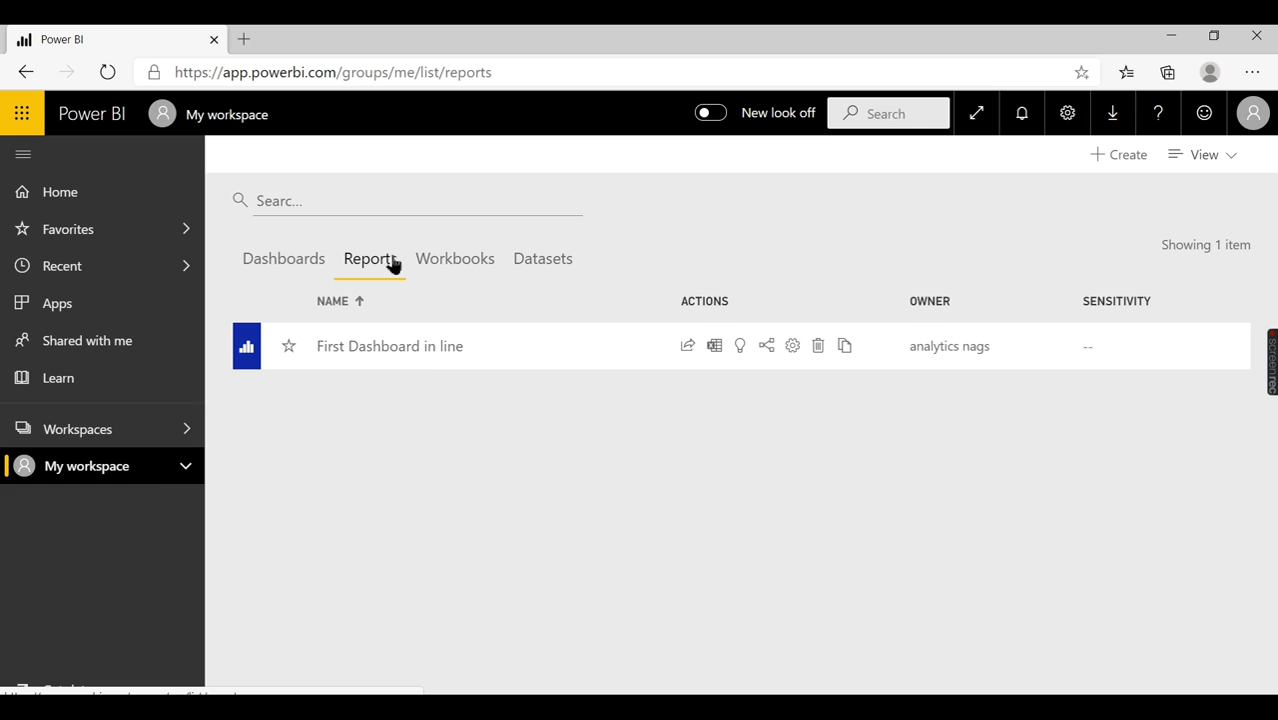 Power BI
https://app.powerbi.com/groups/me/list/reports
Power BI My workspace New look off Search
Create View
Home
Searc...
Favorites
Showing 1 item
Dashboards Reports Workbooks Datasets
Recent
NAME ACTIONS OWNER SENSITIVITY
Apps
Shared with me
First Dashboard in line analytics nags --
screenrec
Learn
Workspaces
My workspace